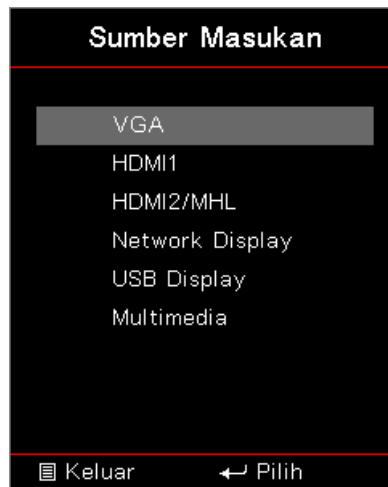 Sumber Masukan
VGA
HDMI1
HDMI2/MHL
Network Display
USB Display
Multimedia
Keluar Pilih